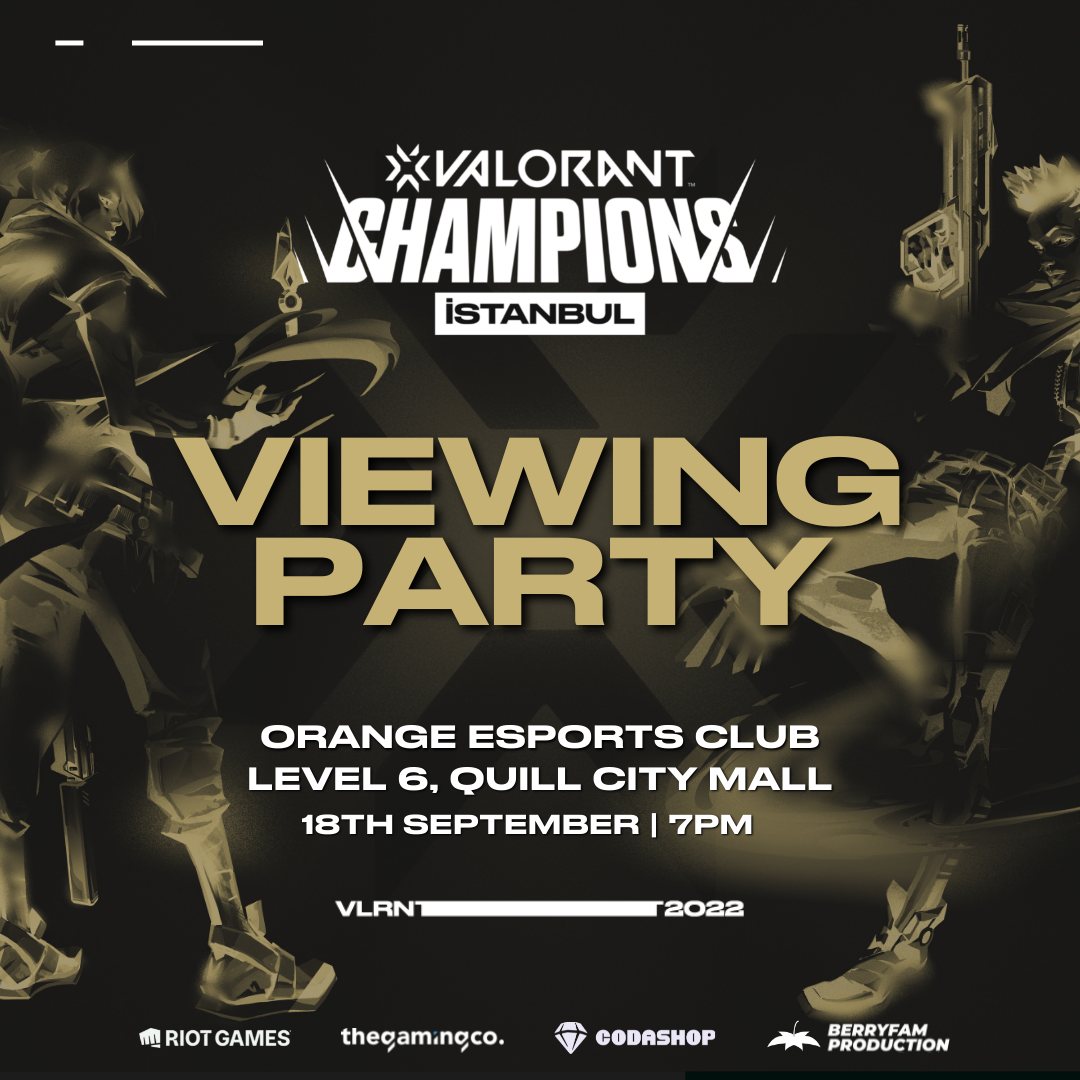 VALORANT™
CHAMPIONS
İSTANBUL
VIEWING
PARTY
ORANGE ESPORTS CLUB
LEVEL 6, QUILL CITY MALL
18TH SEPTEMBER | 7PM
VLRNT 2022
RIOT GAMES
thegamingco.
CODASHOP
BERRYFAM
PRODUCTION